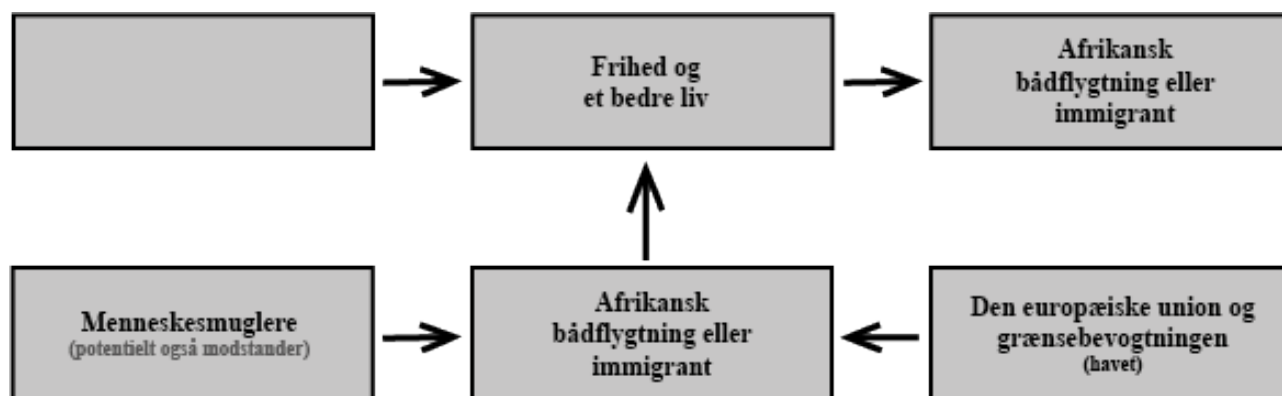 Frihed og
et bedre liv
Afrikansk
bådflygtning eller
immigrant
Menneskesmuglere
(potentielt også modstander)
Afrikansk
bådflygtning eller
immigrant
Den europæiske union og
grænsebevogtningen
(havet)